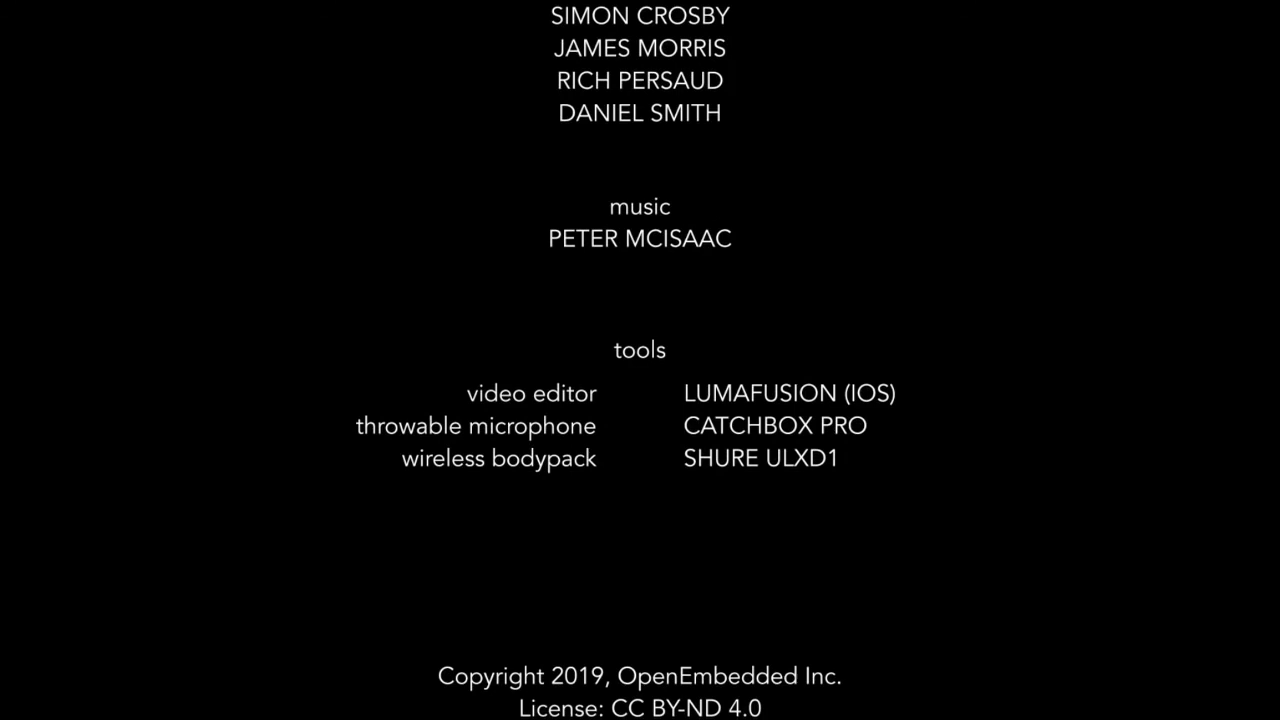 SIMON CROSBY
JAMES MORRIS
RICH PERSAUD
DANIEL SMITH
music
PETER MCISAAC
tools
video editor LUMAFUSION (IOS)
throwable microphone CATCHBOX PRO
wireless bodypack SHURE ULXD1
Copyright 2019, OpenEmbedded Inc.
License: CC BY-ND 4.0